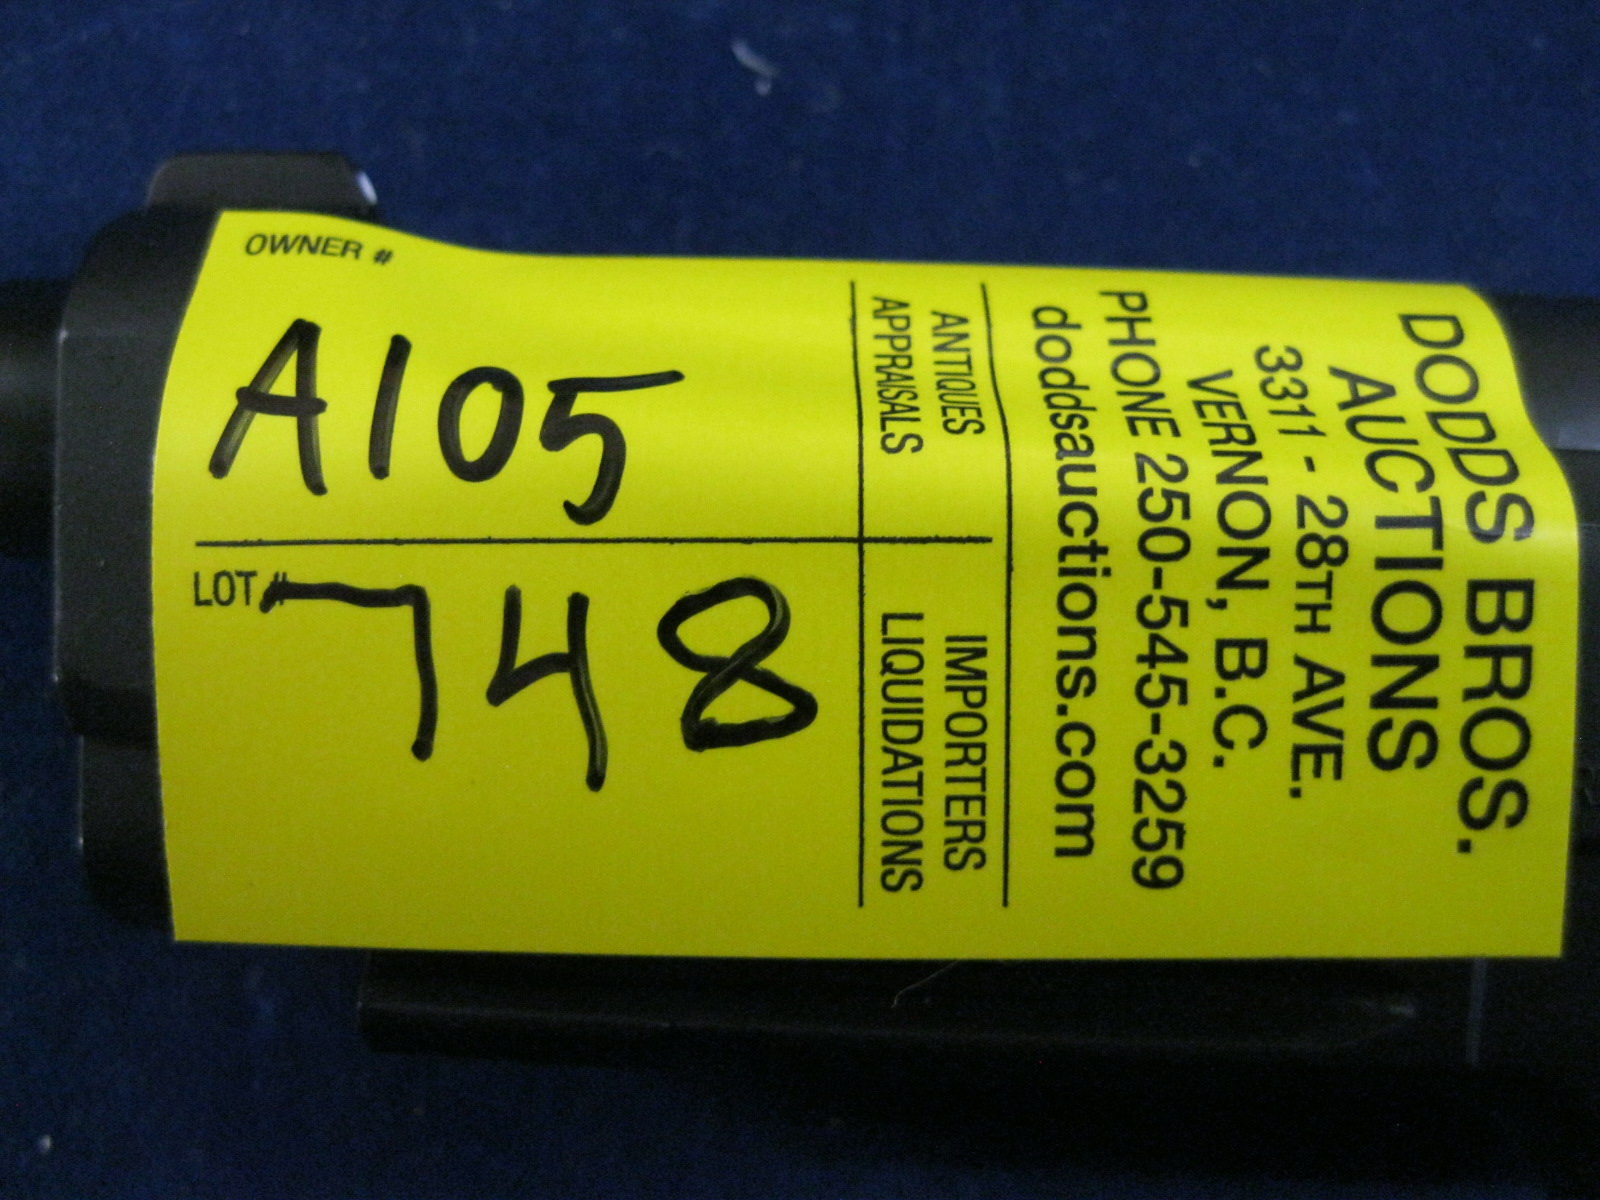 DODDS BROS.
AUCTIONS
3311 - 28TH AVE.
VERNON, B.C.
PHONE 250-545-3259
doddsauctions.com
ANTIQUES
APPRAISALS
IMPORTERS
LIQUIDATIONS
OWNER #
A105
LOT #
748